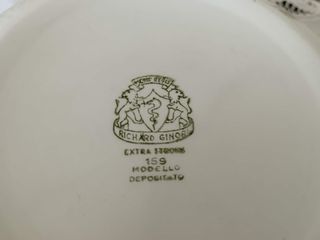 RICHARD GINORI
EXTRA STRONG
159
MODELLO
DEPOSITATO